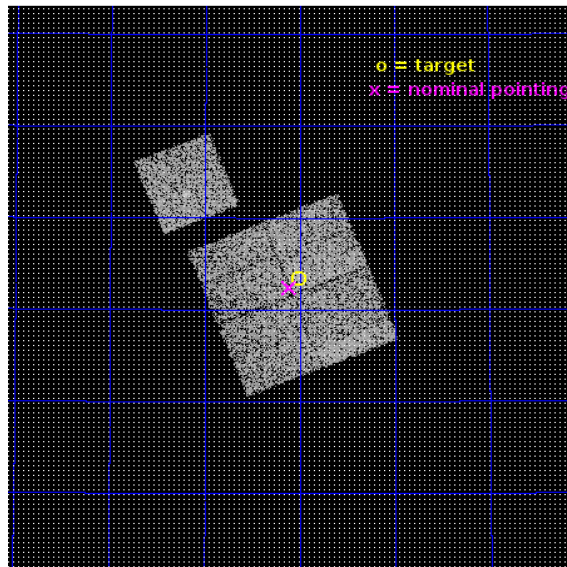 o = target
x = nominal pointing